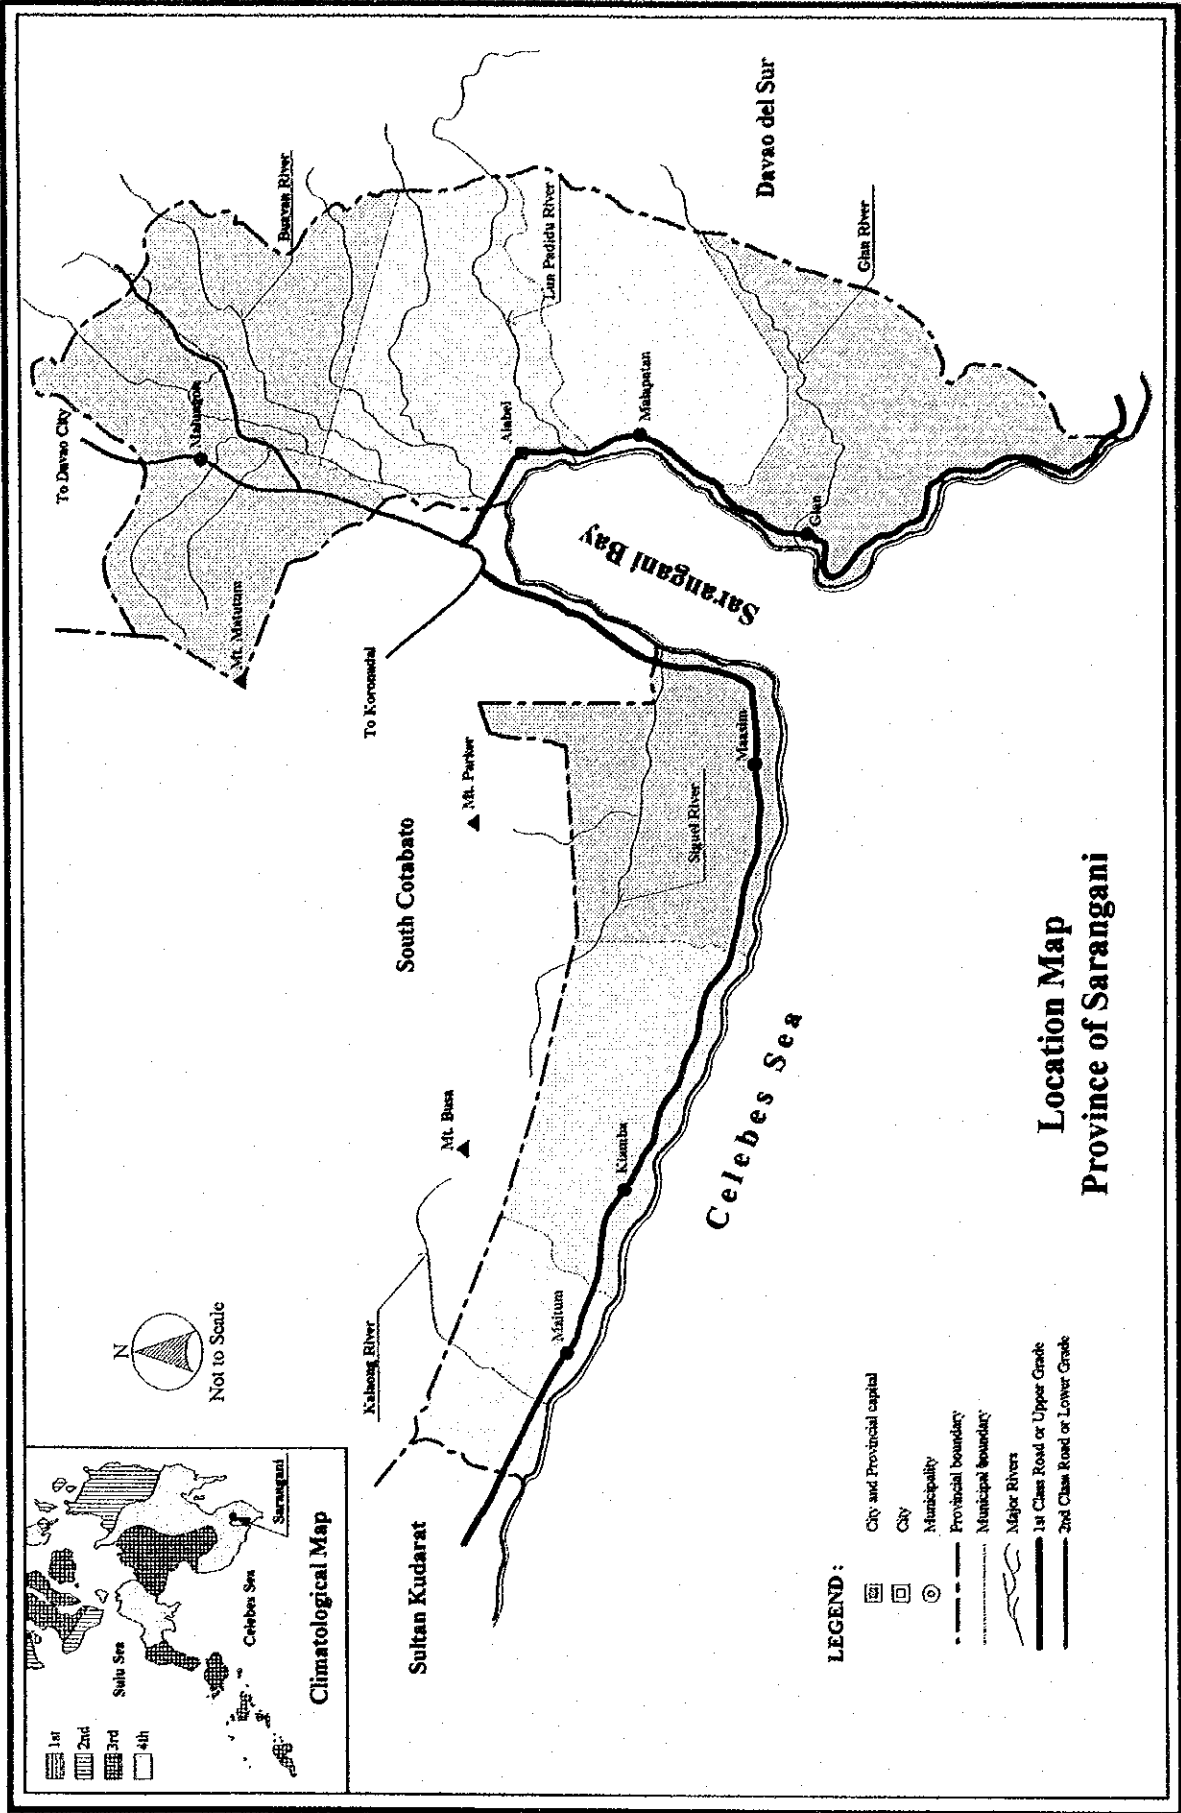 1st
2nd
3rd
4th
Sulu Sea
Celebes Sea
Sarangani
Climatological Map
N
Not to Scale
To Davao City
Malungon
Mt. Matutum
Buayan River
To Koronadal
Alabel
Lun Padidu River
Malapatan
Davao del Sur
Glan River
Glan
Sarangani Bay
South Cotabato
Mt. Parker
Mt. Busa
Siguel River
Maasim
Kiamba
Maitum
Kalaong River
Sultan Kudarat
Celebes Sea
LEGEND :
City and Provincial capital
City
Municipality
Provincial boundary
Municipal boundary
Major Rivers
1st Class Road or Upper Grade
2nd Class Road or Lower Grade
Location Map
Province of Sarangani